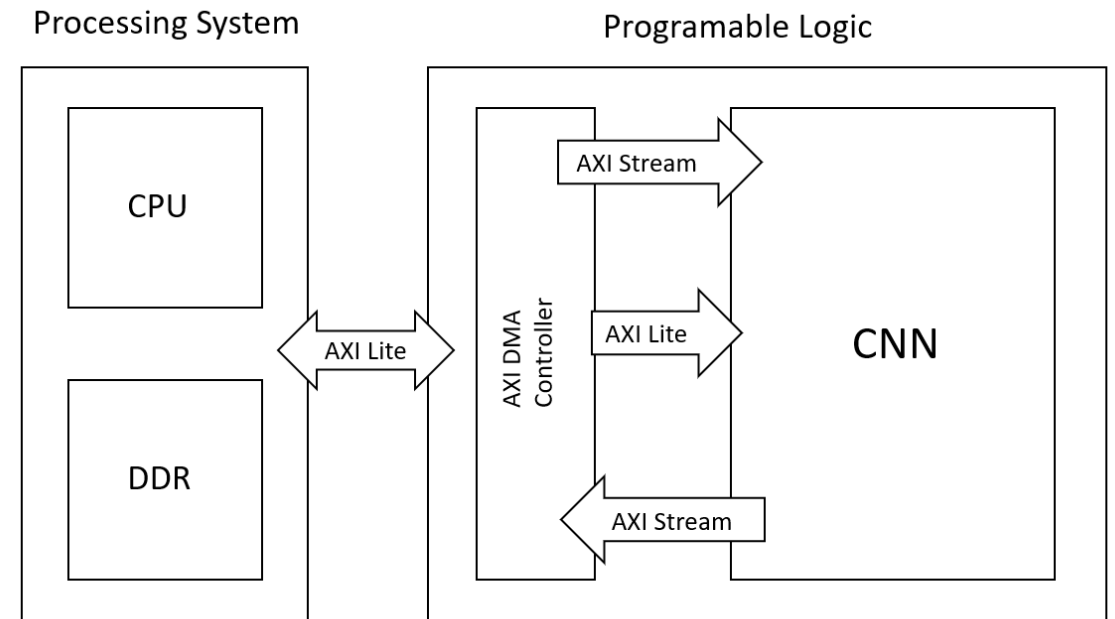 Processing System
Programable Logic
CPU
DDR
AXI Lite
AXI DMA
Controller
AXI Stream
AXI Lite
AXI Stream
CNN